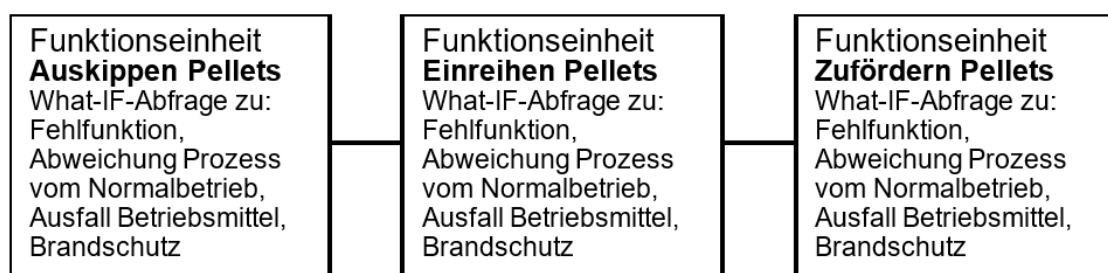 Funktionseinheit
Auskippen Pellets
What-IF-Abfrage zu:
Fehlfunktion,
Abweichung Prozess
vom Normalbetrieb,
Ausfall Betriebsmittel,
Brandschutz
Funktionseinheit
Einreihen Pellets
What-IF-Abfrage zu:
Fehlfunktion,
Abweichung Prozess
vom Normalbetrieb,
Ausfall Betriebsmittel,
Brandschutz
Funktionseinheit
Zufördern Pellets
What-IF-Abfrage zu:
Fehlfunktion,
Abweichung Prozess
vom Normalbetrieb,
Ausfall Betriebsmittel,
Brandschutz